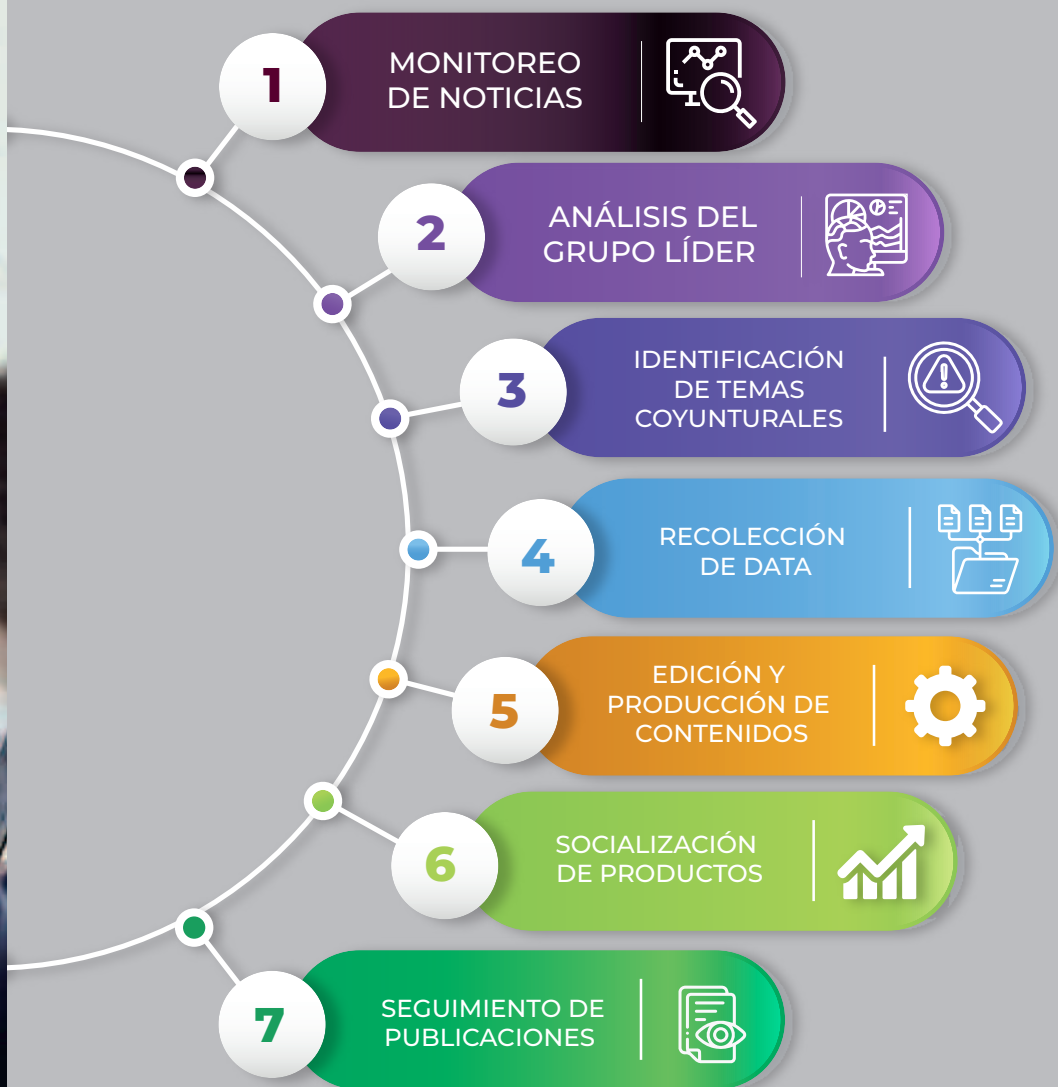 1
MONITOREO
DE NOTICIAS
2
ANÁLISIS DEL
GRUPO LÍDER
3
IDENTIFICACIÓN
DE TEMAS
COYUNTURALES
4
RECOLECCIÓN
DE DATA
5
EDICIÓN Y
PRODUCCIÓN DE
CONTENIDOS
6
SOCIALIZACIÓN
DE PRODUCTOS
7
SEGUIMIENTO DE
PUBLICACIONES